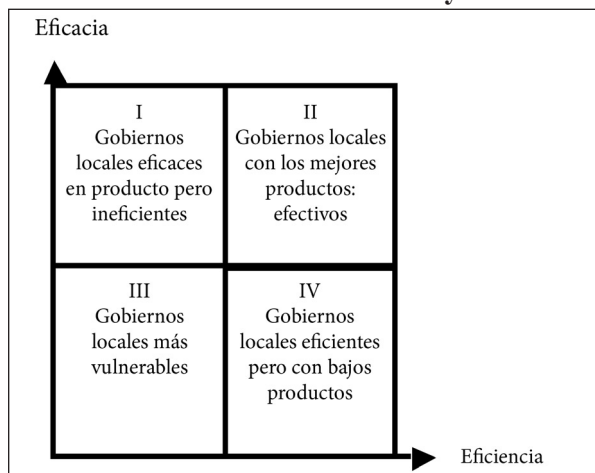 Eficacia
I
Gobiernos
locales eficaces
en producto pero
ineficientes
II
Gobiernos locales
con los mejores
productos:
efectivos
III
Gobiernos
locales más
vulnerables
IV
Gobiernos
locales eficientes
pero con bajos
productos
Eficiencia